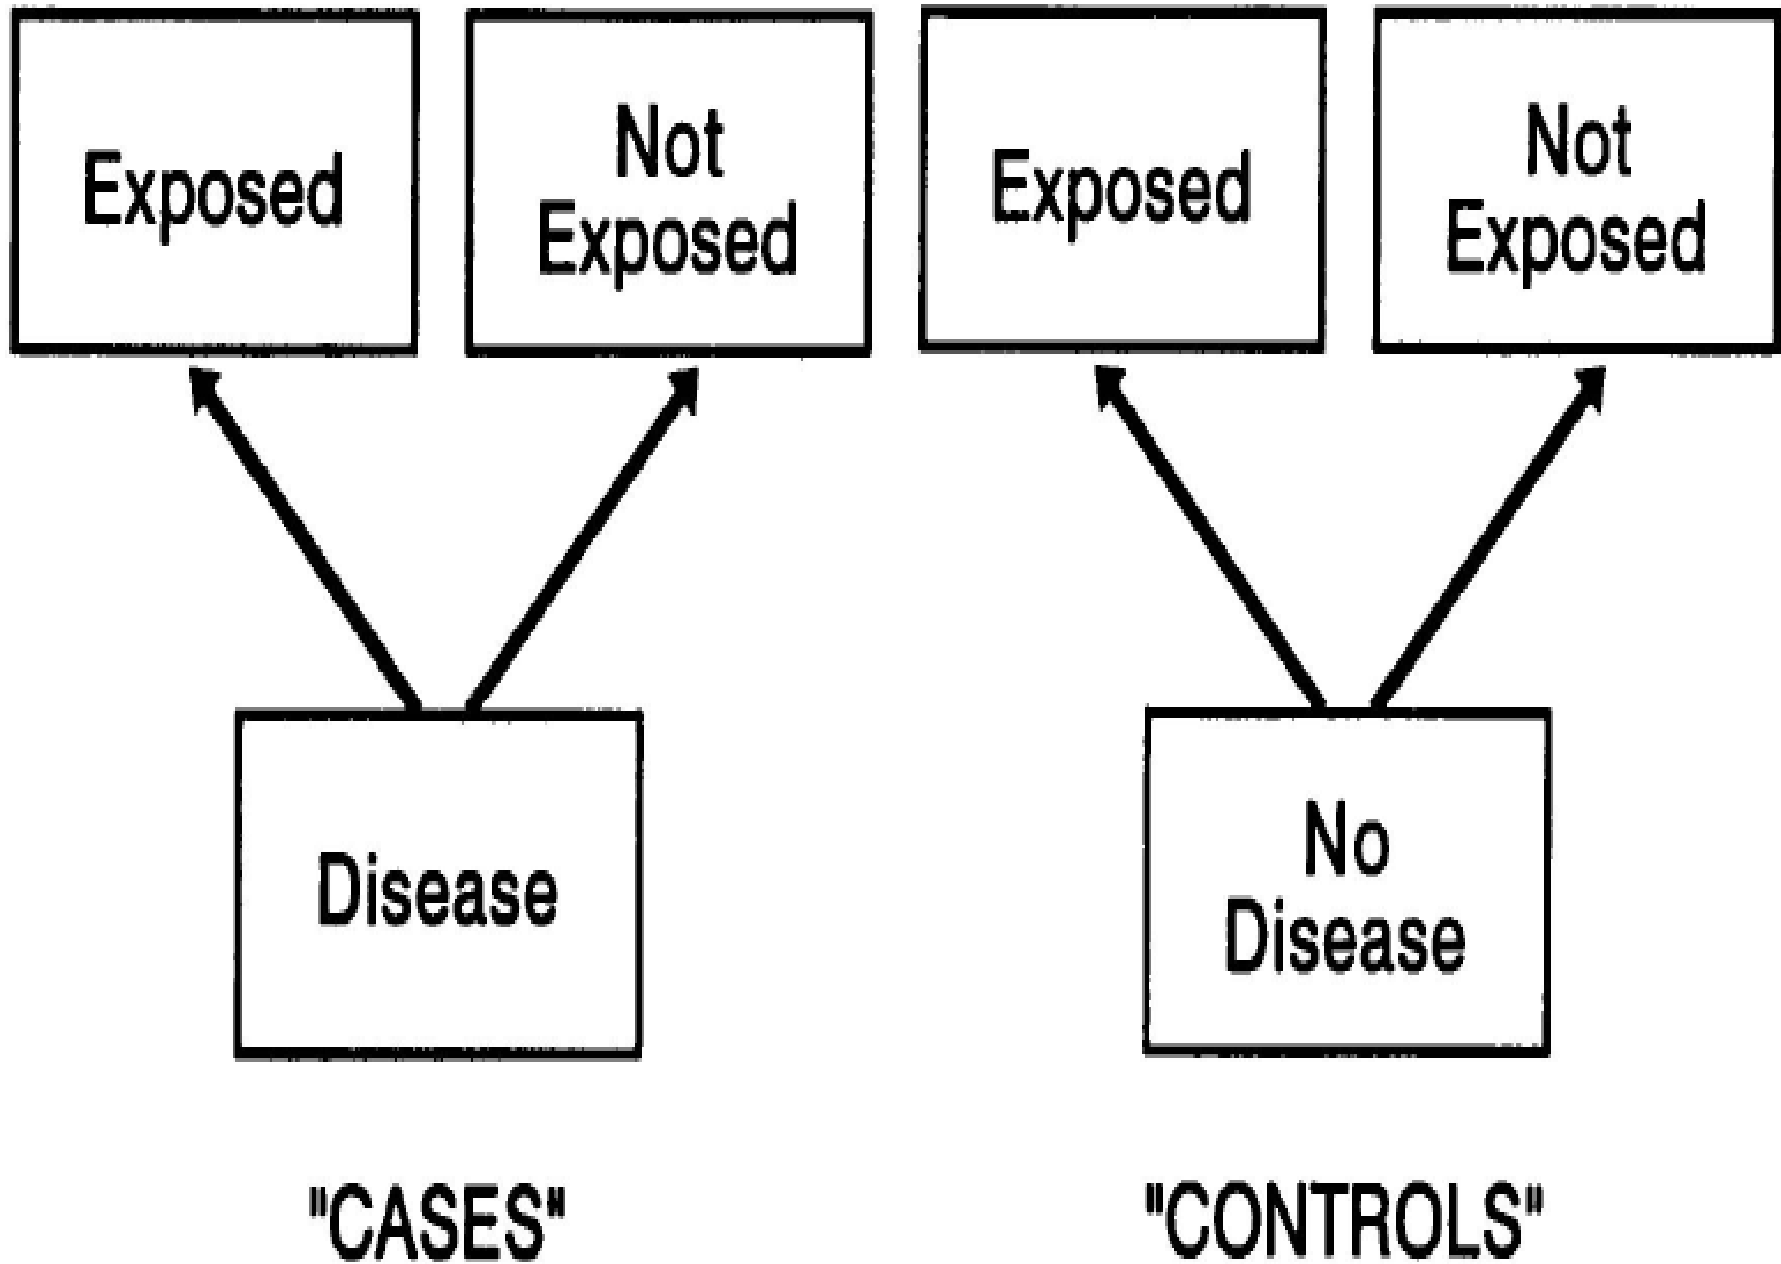 Exposed
Not
Exposed
Exposed
Not
Exposed
Disease
No
Disease
"CASES"
"CONTROLS"